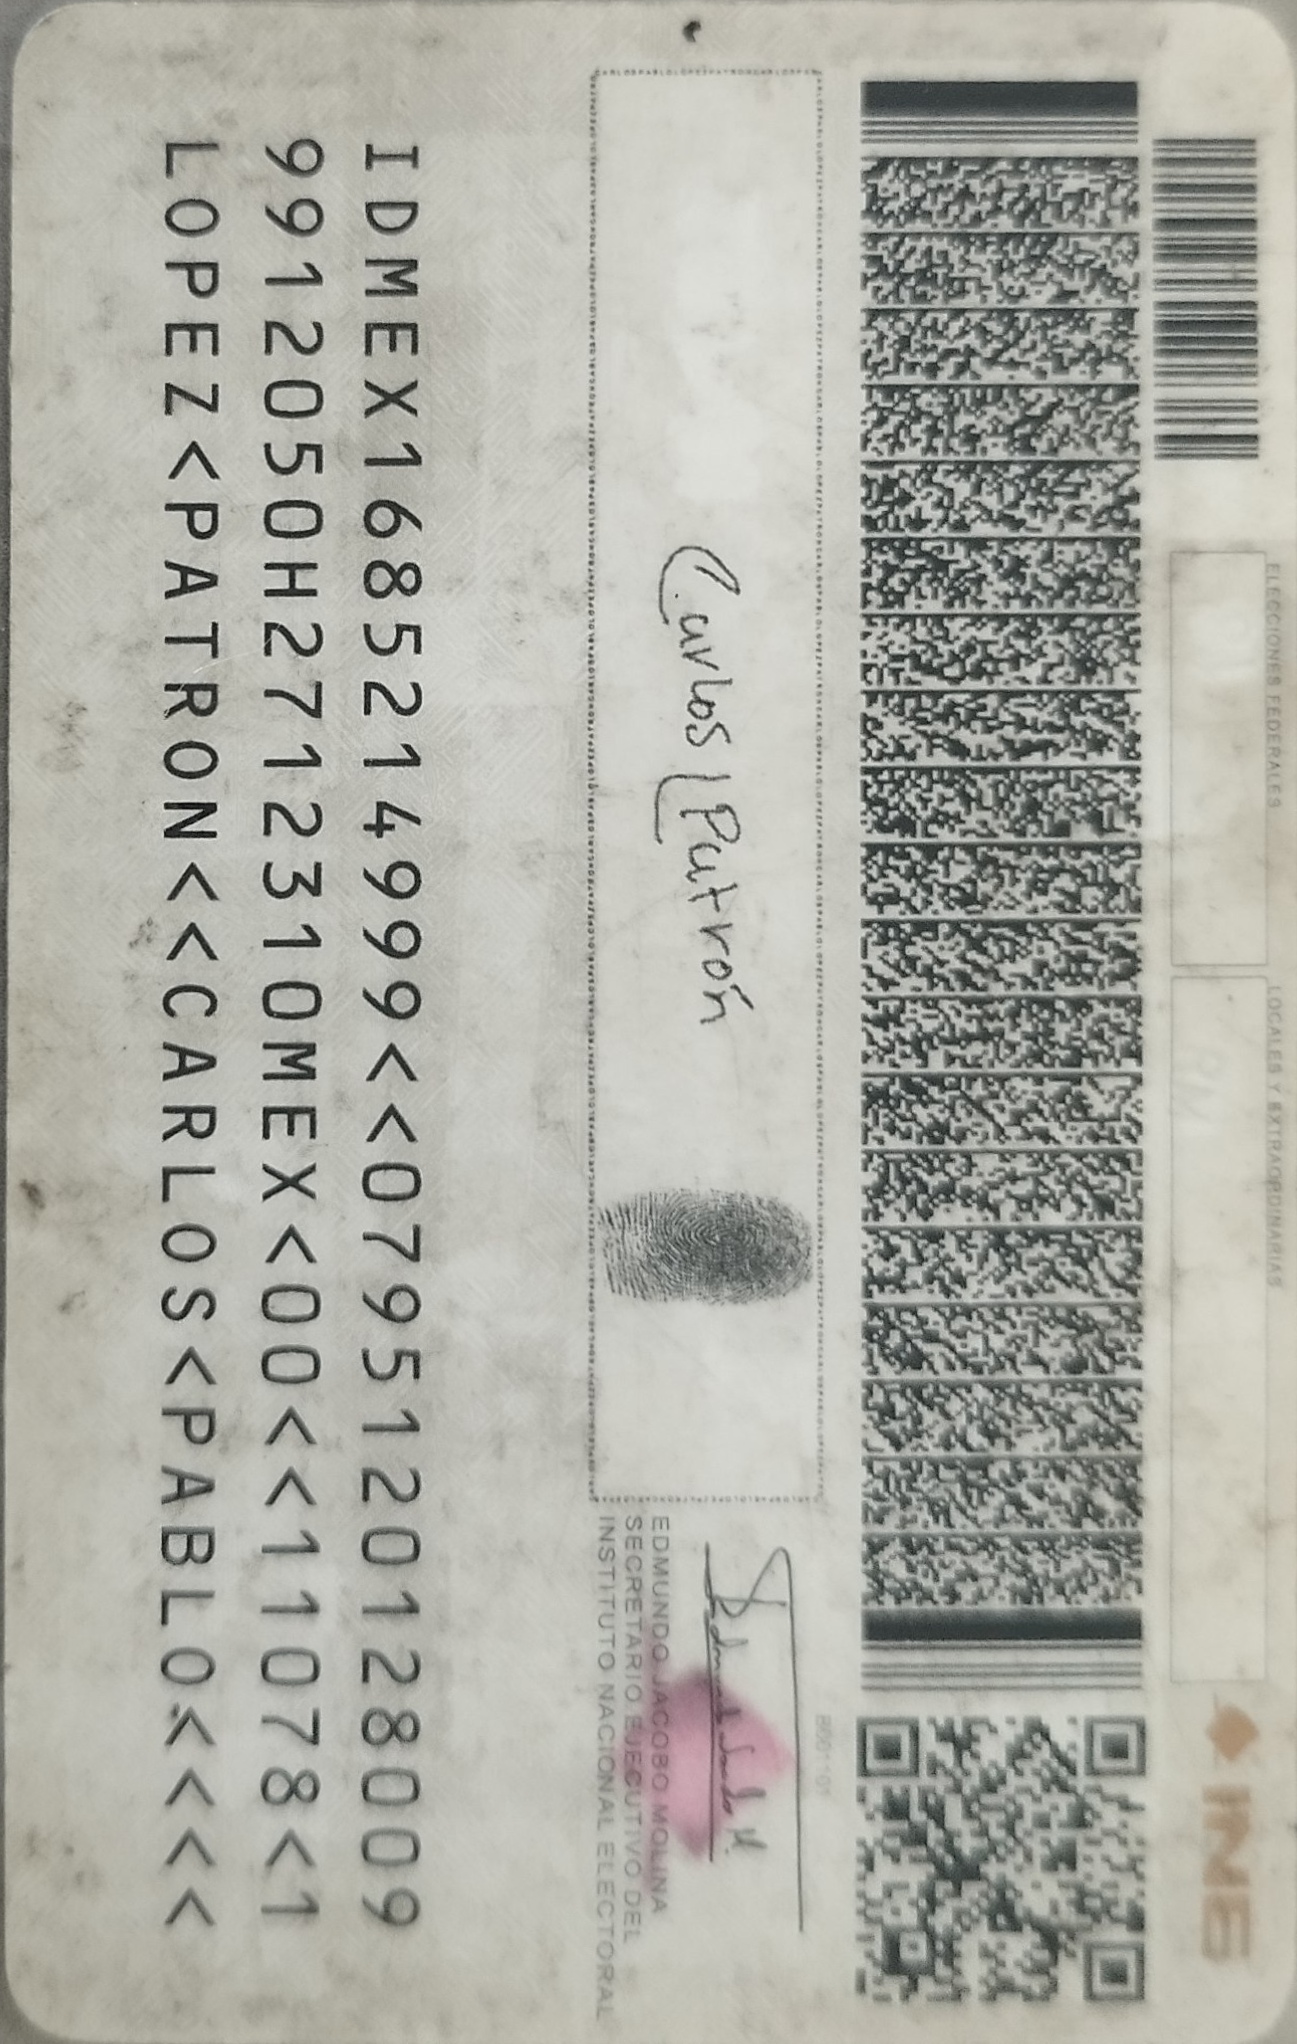 ELECCIONES FEDERALES
LOCALES Y EXTRAORDINARIAS
INE
Carlos Patrón
EDMUNDO JACOBO MOLINA
SECRETARIO EJECUTIVO DEL
INSTITUTO NACIONAL ELECTORAL
IDMEX1685214999<<0795120128009
9912050H2712310MEX<00<<11078<1
LOPEZ<PATRON<<CARLOS<PABLO<<<<